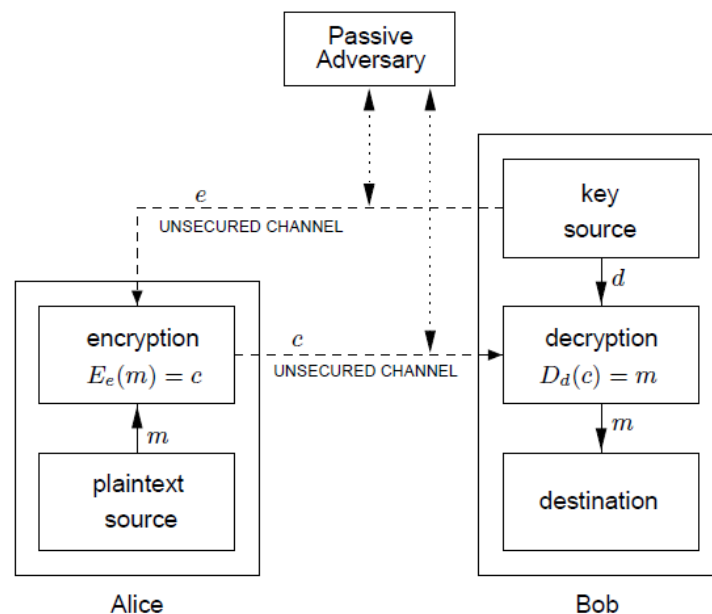 Passive
Adversary
e
UNSECURED CHANNEL
key
source
d
encryption
E_e(m) = c
c
UNSECURED CHANNEL
decryption
D_d(c) = m
m
m
plaintext
source
destination
Alice
Bob